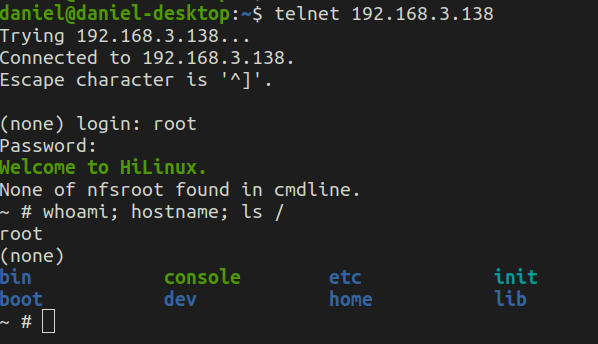 daniel@daniel-desktop:~$ telnet 192.168.3.138
Trying 192.168.3.138...
Connected to 192.168.3.138.
Escape character is '^]'.
(none) login: root
Password:
Welcome to HiLinux.
None of nfsroot found in cmdline.
~ # whoami; hostname; ls /
root
(none)
bin console etc init
boot dev home lib
~ #